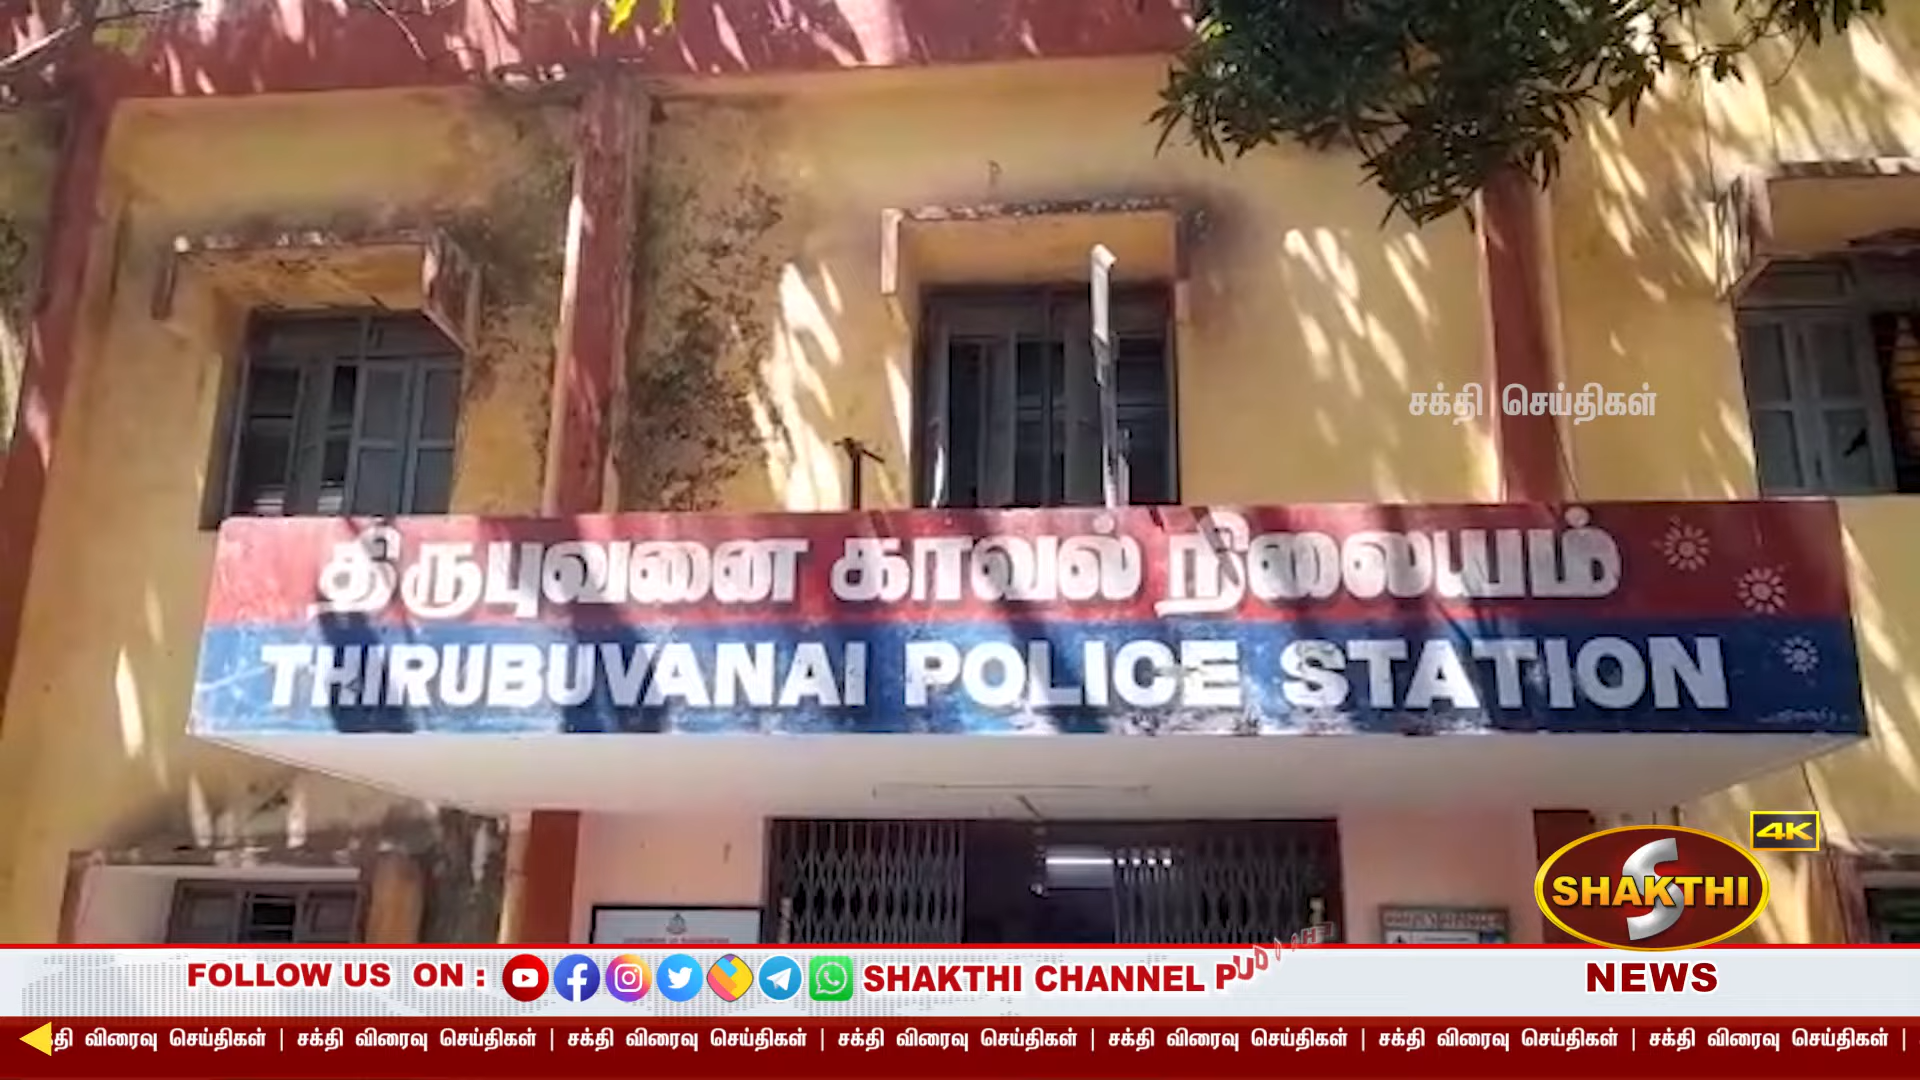 சக்தி செய்திகள்
திருபுவனை காவல் நிலையம்
THIRUBUVANAI POLICE STATION
4K
SHAKTHI
NEWS
FOLLOW US ON : SHAKTHI CHANNEL
விரைவு செய்திகள் | சக்தி விரைவு செய்திகள் | சக்தி விரைவு செய்திகள் | சக்தி விரைவு செய்திகள் | சக்தி விரைவு செய்திகள் | சக்தி விரைவு செய்திகள் | சக்தி விரைவு செய்திகள் |